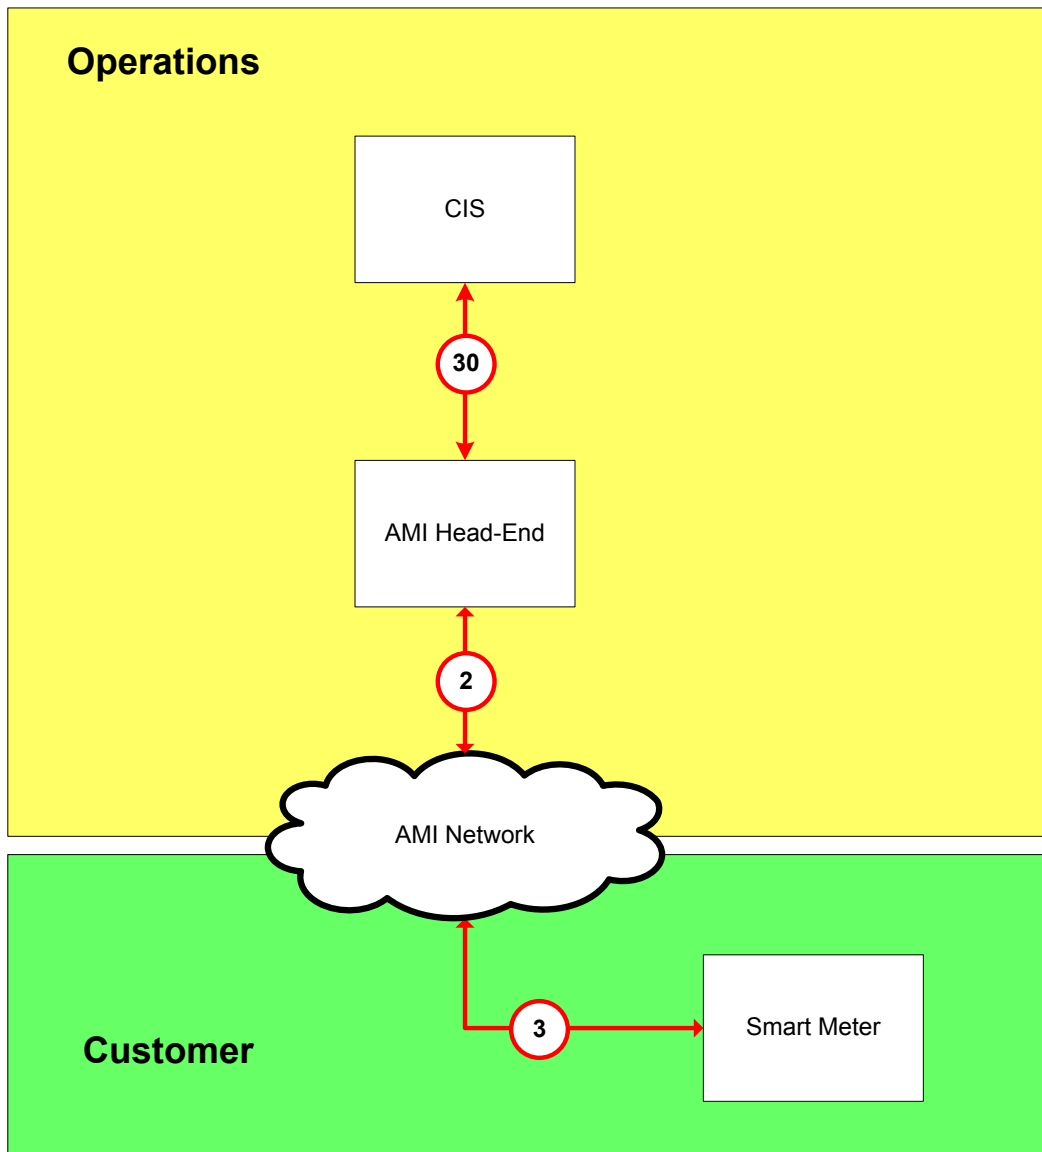 Operations
CIS
30
AMI Head-End
2
AMI Network
3
Smart Meter
Customer